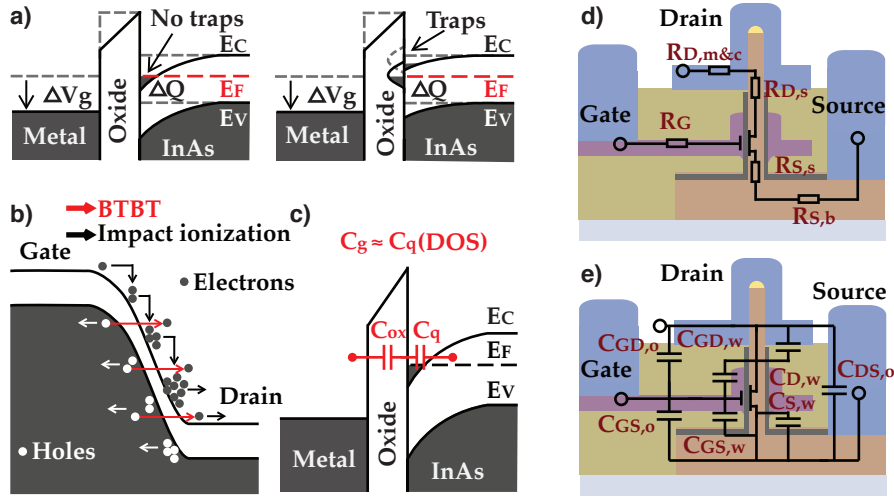 a)
No traps
EC
ΔVg
ΔQ
EF
EV
Metal
Oxide
InAs
Traps
EC
ΔVg
ΔQ
EF
EV
Metal
Oxide
InAs
b)
BTBT
Impact ionization
Gate
Electrons
Drain
Holes
c)
Cg ≈ Cq(DOS)
Cox
Cq
EC
EF
EV
Metal
Oxide
InAs
d)
Drain
RD,m&c
RD,s
Source
Gate
RG
RS,s
RS,b
e)
Drain
Source
CGD,o
CGD,w
Gate
CD,w
CDS,o
CS,w
CGS,o
CGS,w